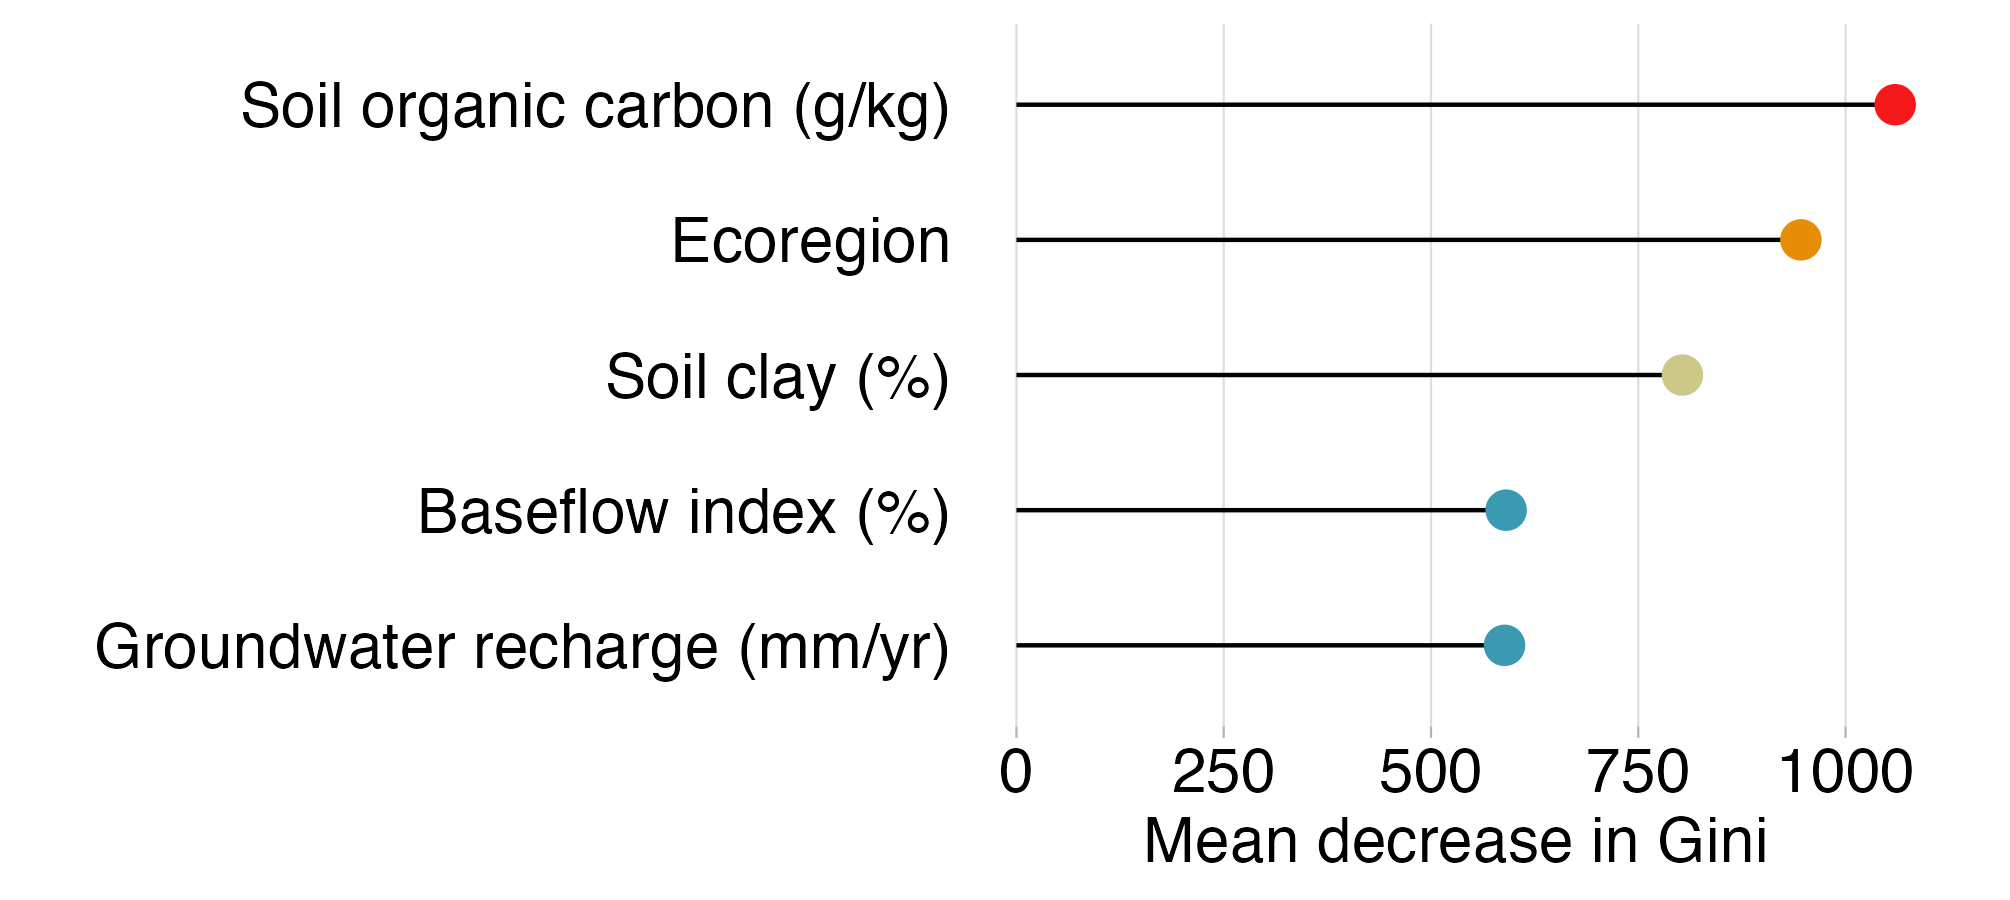 Soil organic carbon (g/kg)
Ecoregion
Soil clay (%)
Baseflow index (%)
Groundwater recharge (mm/yr)
0 250 500 750 1000
Mean decrease in Gini